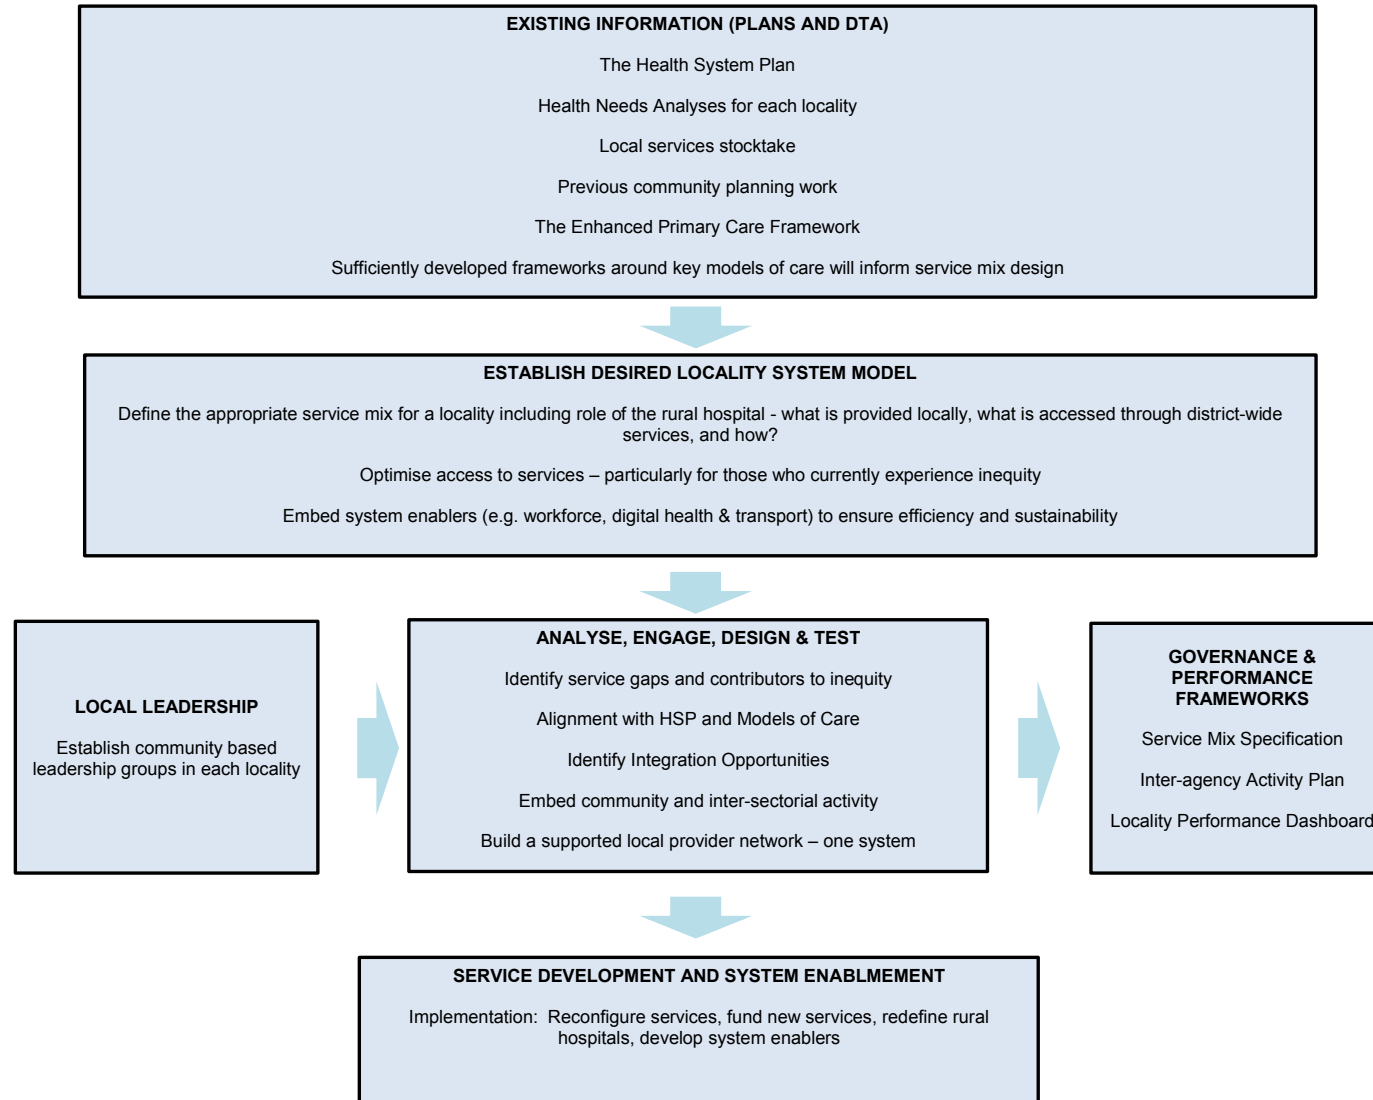 EXISTING INFORMATION (PLANS AND DTA)
The Health System Plan
Health Needs Analyses for each locality
Local services stocktake
Previous community planning work
The Enhanced Primary Care Framework
Sufficiently developed frameworks around key models of care will inform service mix design
ESTABLISH DESIRED LOCALITY SYSTEM MODEL
Define the appropriate service mix for a locality including role of the rural hospital - what is provided locally, what is accessed through district-wide
services, and how?
Optimise access to services – particularly for those who currently experience inequity
Embed system enablers (e.g. workforce, digital health & transport) to ensure efficiency and sustainability
LOCAL LEADERSHIP
Establish community based
leadership groups in each locality
ANALYSE, ENGAGE, DESIGN & TEST
Identify service gaps and contributors to inequity
Alignment with HSP and Models of Care
Identify Integration Opportunities
Embed community and inter-sectorial activity
Build a supported local provider network – one system
GOVERNANCE &
PERFORMANCE
FRAMEWORKS
Service Mix Specification
Inter-agency Activity Plan
Locality Performance Dashboard
SERVICE DEVELOPMENT AND SYSTEM ENABLMEMENT
Implementation:  Reconfigure services, fund new services, redefine rural
hospitals, develop system enablers